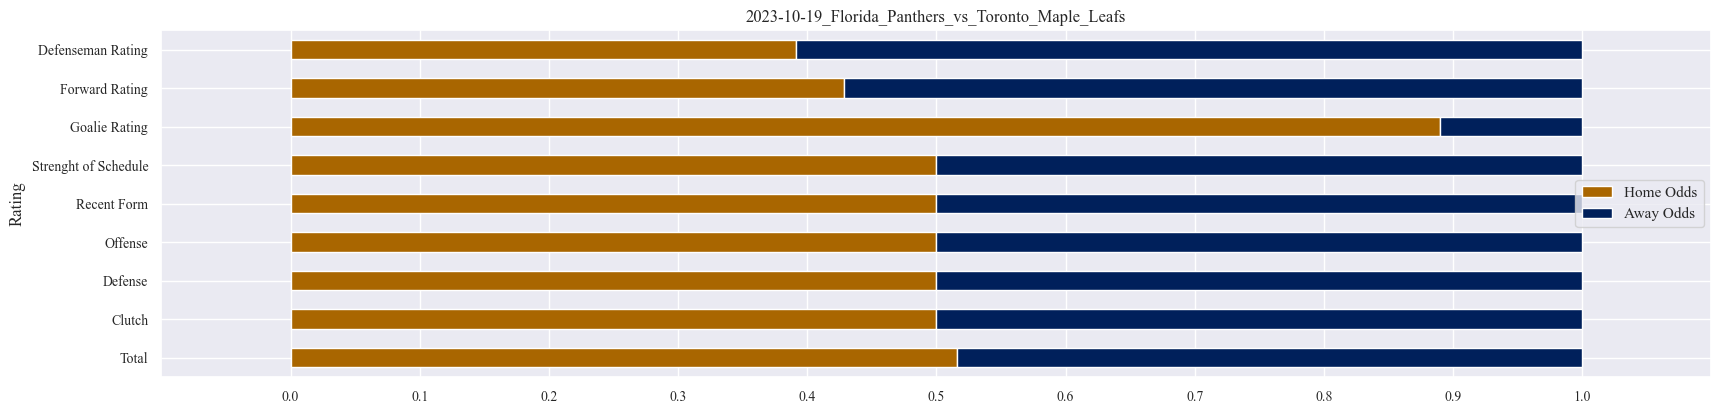 2023-10-19_Florida_Panthers_vs_Toronto_Maple_Leafs
Rating
Defenseman Rating
Forward Rating
Goalie Rating
Strenght of Schedule
Recent Form
Offense
Defense
Clutch
Total
Home Odds
Away Odds
0.0 0.1 0.2 0.3 0.4 0.5 0.6 0.7 0.8 0.9 1.0